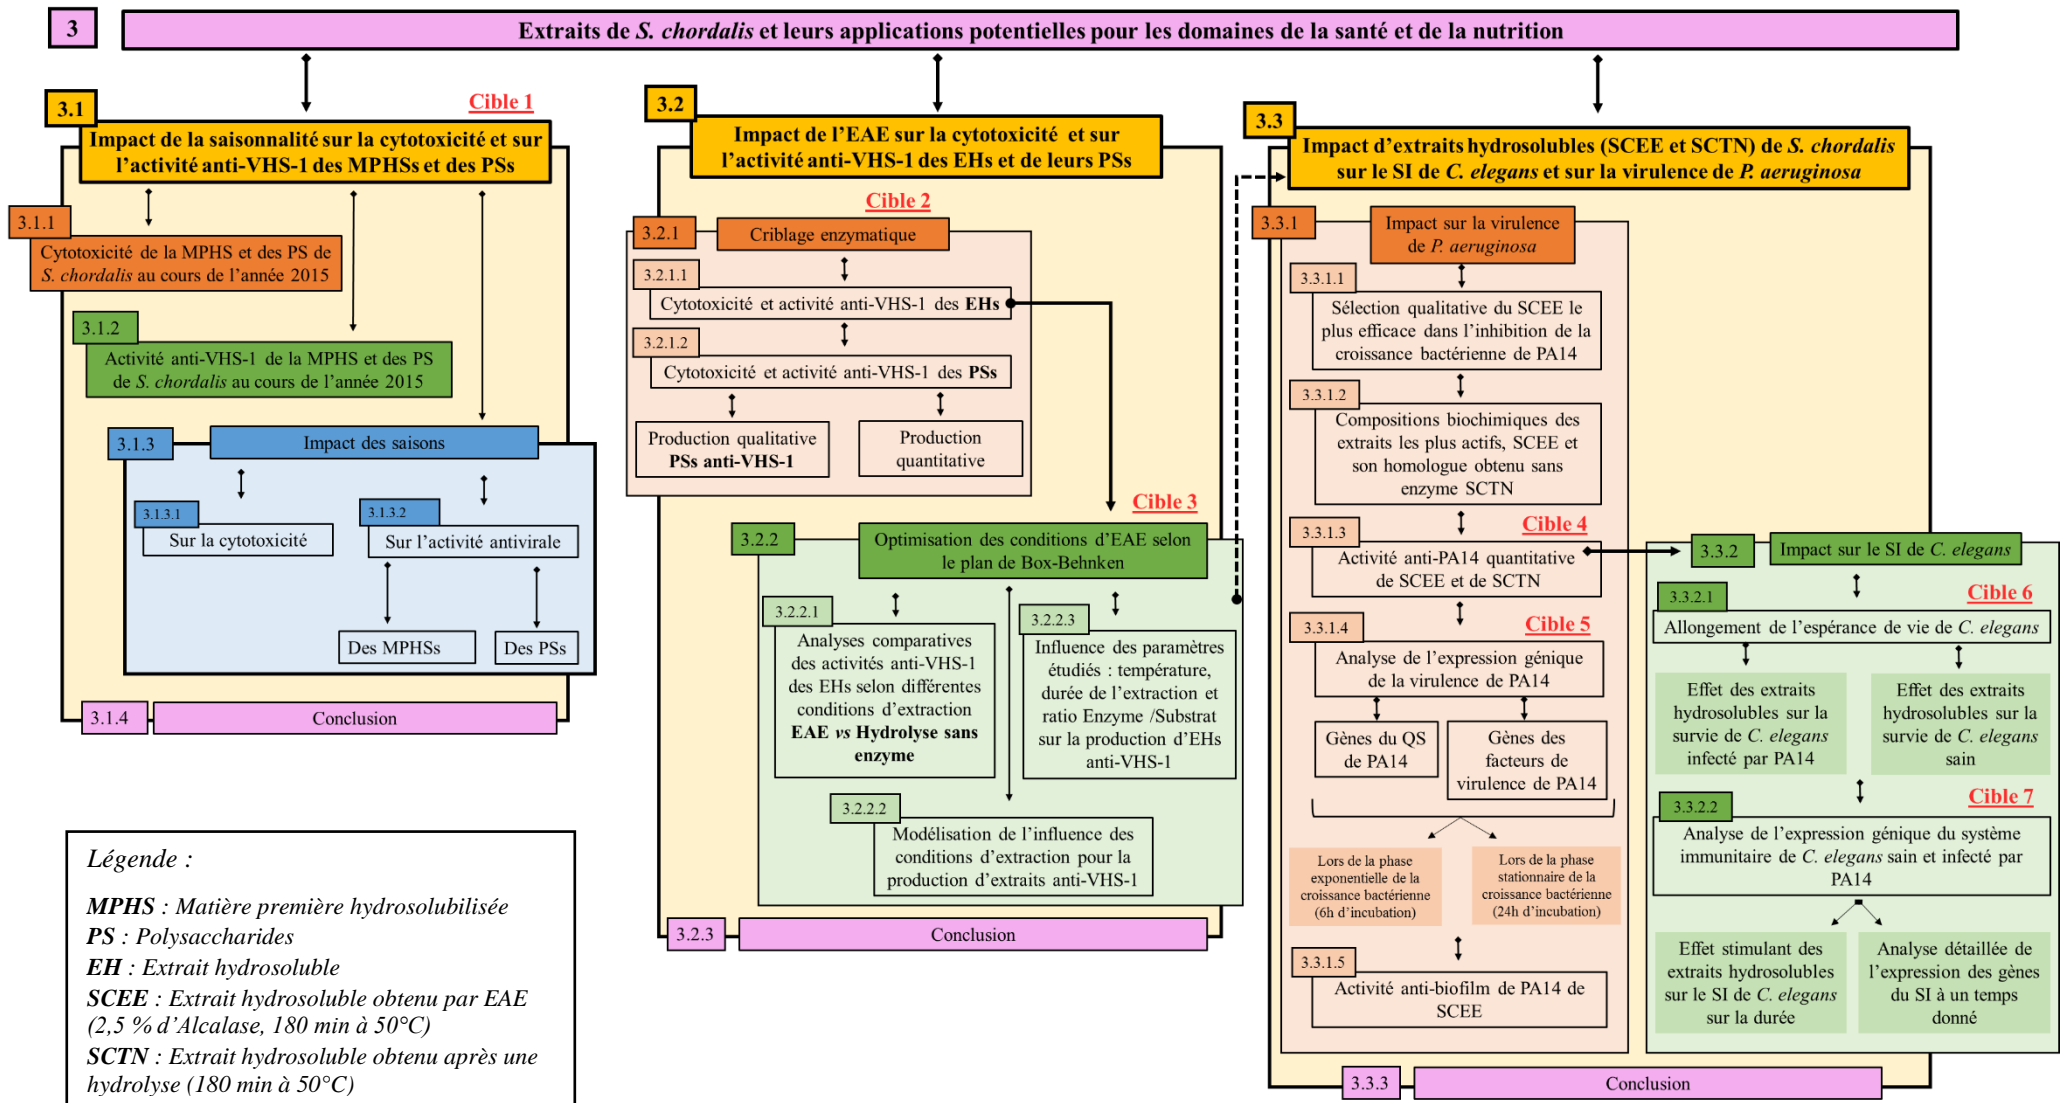 3
Extraits de S. chordalis et leurs applications potentielles pour les domaines de la santé et de la nutrition
Cible 1
3.1
Impact de la saisonnalité sur la cytotoxicité et sur
l’activité anti-VHS-1 des MPHSs et des PSs
3.1.1
Cytotoxicité de la MPHS et des PS de
S. chordalis au cours de l’année 2015
3.1.2
Activité anti-VHS-1 de la MPHS et des PS
de S. chordalis au cours de l’année 2015
3.1.3
Impact des saisons
3.1.3.1
Sur la cytotoxicité
3.1.3.2
Sur l’activité antivirale
Des MPHSs
Des PSs
3.1.4
Conclusion
3.2
Impact de l’EAE sur la cytotoxicité et sur
l’activité anti-VHS-1 des EHs et de leurs PSs
Cible 2
3.2.1
Criblage enzymatique
3.2.1.1
Cytotoxicité et activité anti-VHS-1 des EHs
3.2.1.2
Cytotoxicité et activité anti-VHS-1 des PSs
Production qualitative
PSs anti-VHS-1
Production
quantitative
Cible 3
3.2.2
Optimisation des conditions d’EAE selon
le plan de Box-Behnken
3.2.2.1
Analyses comparatives
des activités anti-VHS-1
des EHs selon différentes
conditions d’extraction
EAE vs Hydrolyse sans
enzyme
3.2.2.3
Influence des paramètres
étudiés : température,
durée de l’extraction et
ratio Enzyme /Substrat
sur la production d’EHs
anti-VHS-1
3.2.2.2
Modélisation de l’influence des
conditions d’extraction pour la
production d’extraits anti-VHS-1
3.2.3
Conclusion
3.3
Impact d’extraits hydrosolubles (SCEE et SCTN) de S. chordalis
sur le SI de C. elegans et sur la virulence de P. aeruginosa
3.3.1
Impact sur la virulence
de P. aeruginosa
3.3.1.1
Sélection qualitative du SCEE le
plus efficace dans l’inhibition de la
croissance bactérienne de PA14
3.3.1.2
Compositions biochimiques des
extraits les plus actifs, SCEE et
son homologue obtenu sans
enzyme SCTN
Cible 4
3.3.1.3
Activité anti-PA14 quantitative
de SCEE et de SCTN
Cible 5
3.3.1.4
Analyse de l’expression génique
de la virulence de PA14
Gènes du QS
de PA14
Gènes des
facteurs de
virulence de PA14
Lors de la phase
exponentielle de la
croissance bactérienne
(6h d’incubation)
Lors de la phase
stationnaire de la
croissance bactérienne
(24h d’incubation)
3.3.1.5
Activité anti-biofilm de PA14 de
SCEE
3.3.2
Impact sur le SI de C. elegans
Cible 6
3.3.2.1
Allongement de l’espérance de vie de C. elegans
Effet des extraits
hydrosolubles sur la
survie de C. elegans
infecté par PA14
Effet des extraits
hydrosolubles sur la
survie de C. elegans
sain
Cible 7
3.3.2.2
Analyse de l’expression génique du système
immunitaire de C. elegans sain et infecté par
PA14
Effet stimulant des
extraits hydrosolubles
sur le SI de C. elegans
sur la durée
Analyse détaillée de
l’expression des gènes
du SI à un temps
donné
3.3.3
Conclusion
Légende :
MPHS : Matière première hydrosolubilisée
PS : Polysaccharides
EH : Extrait hydrosoluble
SCEE : Extrait hydrosoluble obtenu par EAE
(2,5 % d’Alcalase, 180 min à 50°C)
SCTN : Extrait hydrosoluble obtenu après une
hydrolyse (180 min à 50°C)